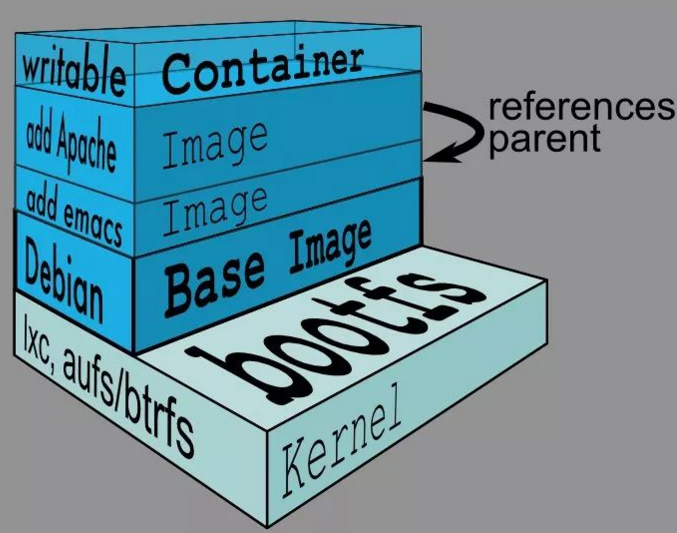 writable Container
add Apache Image
references
parent
add emacs Image
Debian Base Image
bootfs
lxc, aufs/btrfs
Kernel